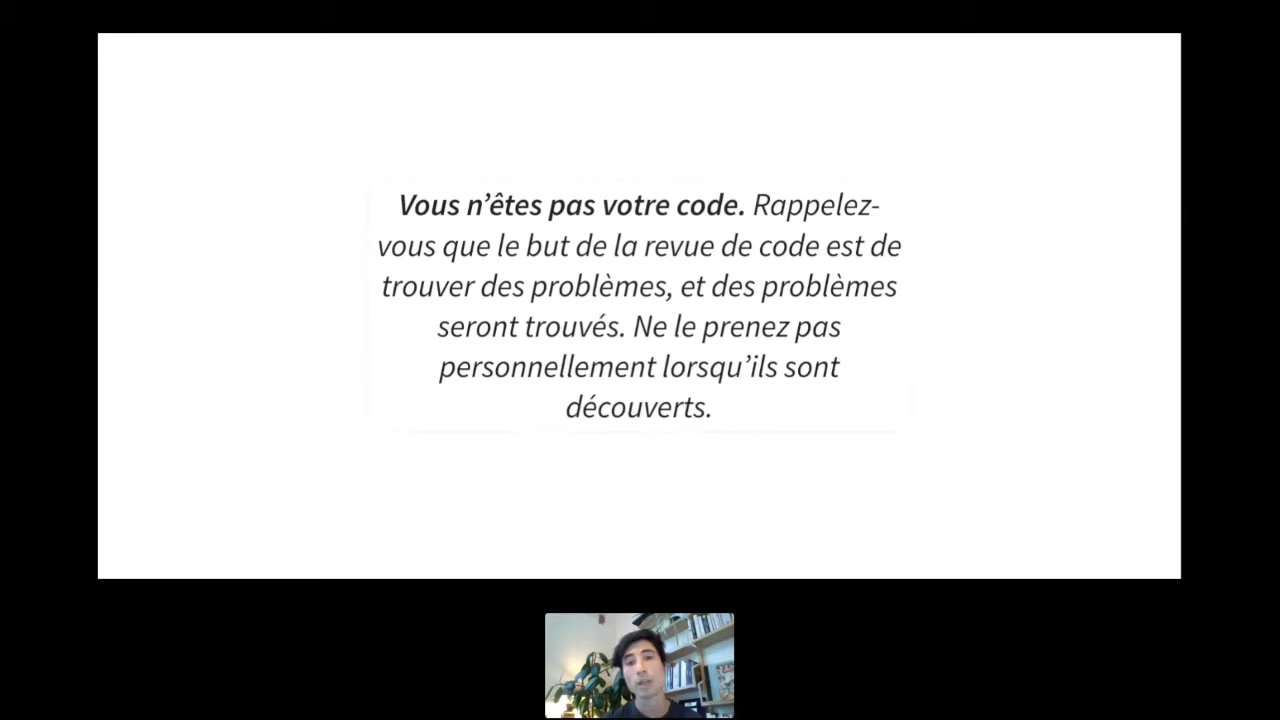 Vous n’êtes pas votre code. Rappelez-
vous que le but de la revue de code est de
trouver des problèmes, et des problèmes
seront trouvés. Ne le prenez pas
personnellement lorsqu’ils sont
découverts.